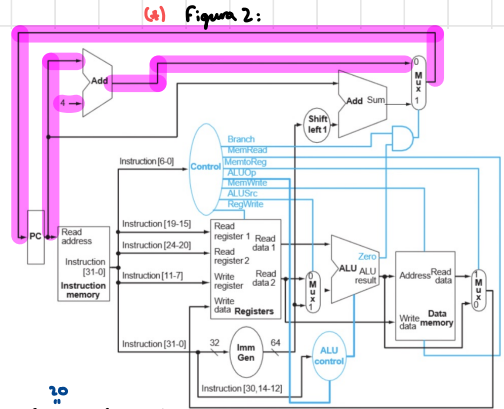 (*) Figura 2:
Add
4
0
Mux
1
Add Sum
Shift left 1
Branch
MemRead
MemtoReg
ALUOp
MemWrite
ALUSrc
RegWrite
Control
Instruction [6-0]
PC
Read address
Instruction [31-0]
Instruction memory
Instruction [19-15]
Instruction [24-20]
Instruction [11-7]
Read register 1
Read data 1
Read register 2
Write register
Read data 2
Write data
Registers
0
Mux
1
Zero
ALU
ALU result
Address
Read data
Write data
Data memory
1
Mux
0
Instruction [31-0]
32
Imm Gen
64
ALU control
Instruction [30,14-12]
20